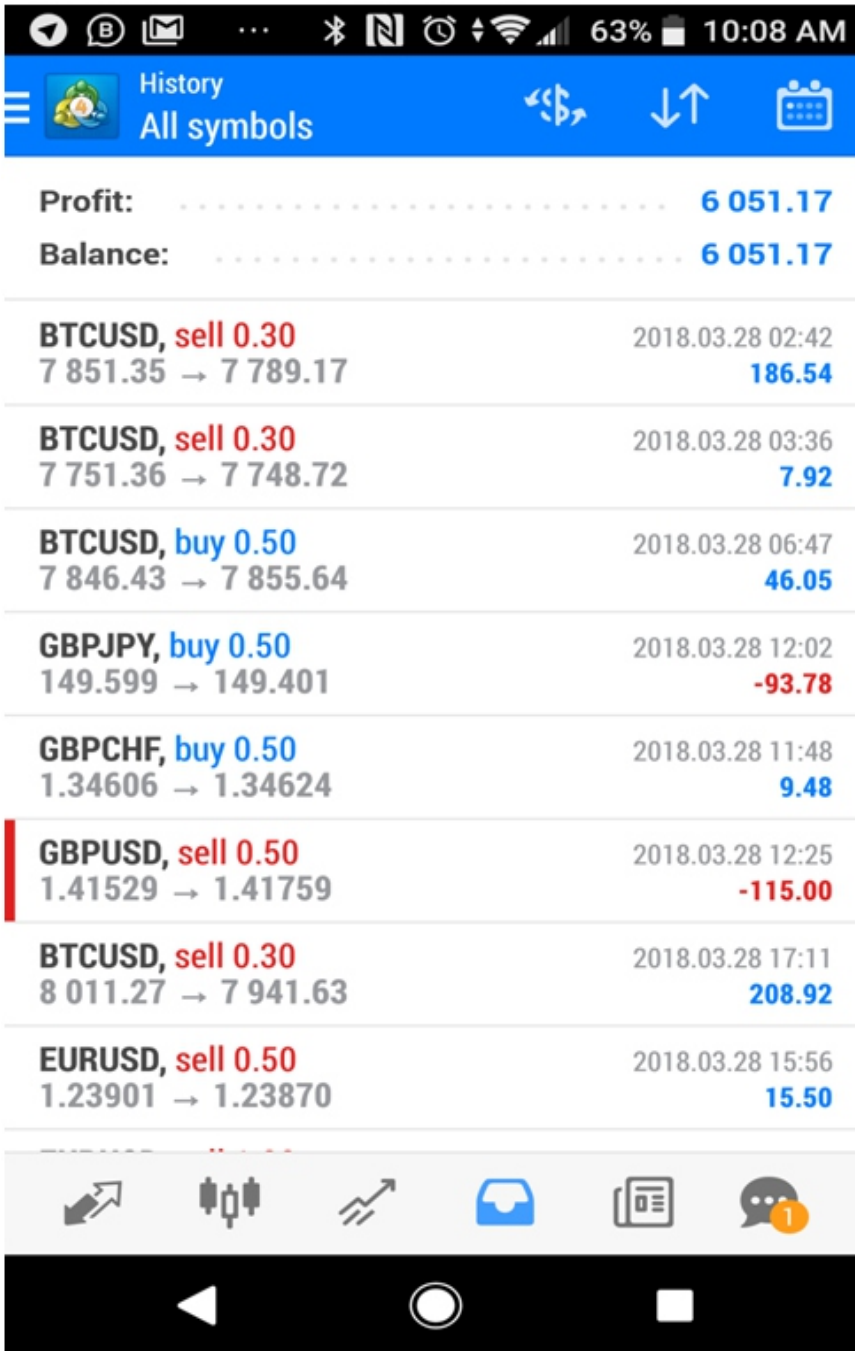 63% 10:08 AM
History
All symbols
Profit: 6 051.17
Balance: 6 051.17
BTCUSD, sell 0.30 2018.03.28 02:42
7 851.35 → 7 789.17 186.54
BTCUSD, sell 0.30 2018.03.28 03:36
7 751.36 → 7 748.72 7.92
BTCUSD, buy 0.50 2018.03.28 06:47
7 846.43 → 7 855.64 46.05
GBPJPY, buy 0.50 2018.03.28 12:02
149.599 → 149.401 -93.78
GBPCHF, buy 0.50 2018.03.28 11:48
1.34606 → 1.34624 9.48
GBPUSD, sell 0.50 2018.03.28 12:25
1.41529 → 1.41759 -115.00
BTCUSD, sell 0.30 2018.03.28 17:11
8 011.27 → 7 941.63 208.92
EURUSD, sell 0.50 2018.03.28 15:56
1.23901 → 1.23870 15.50
1